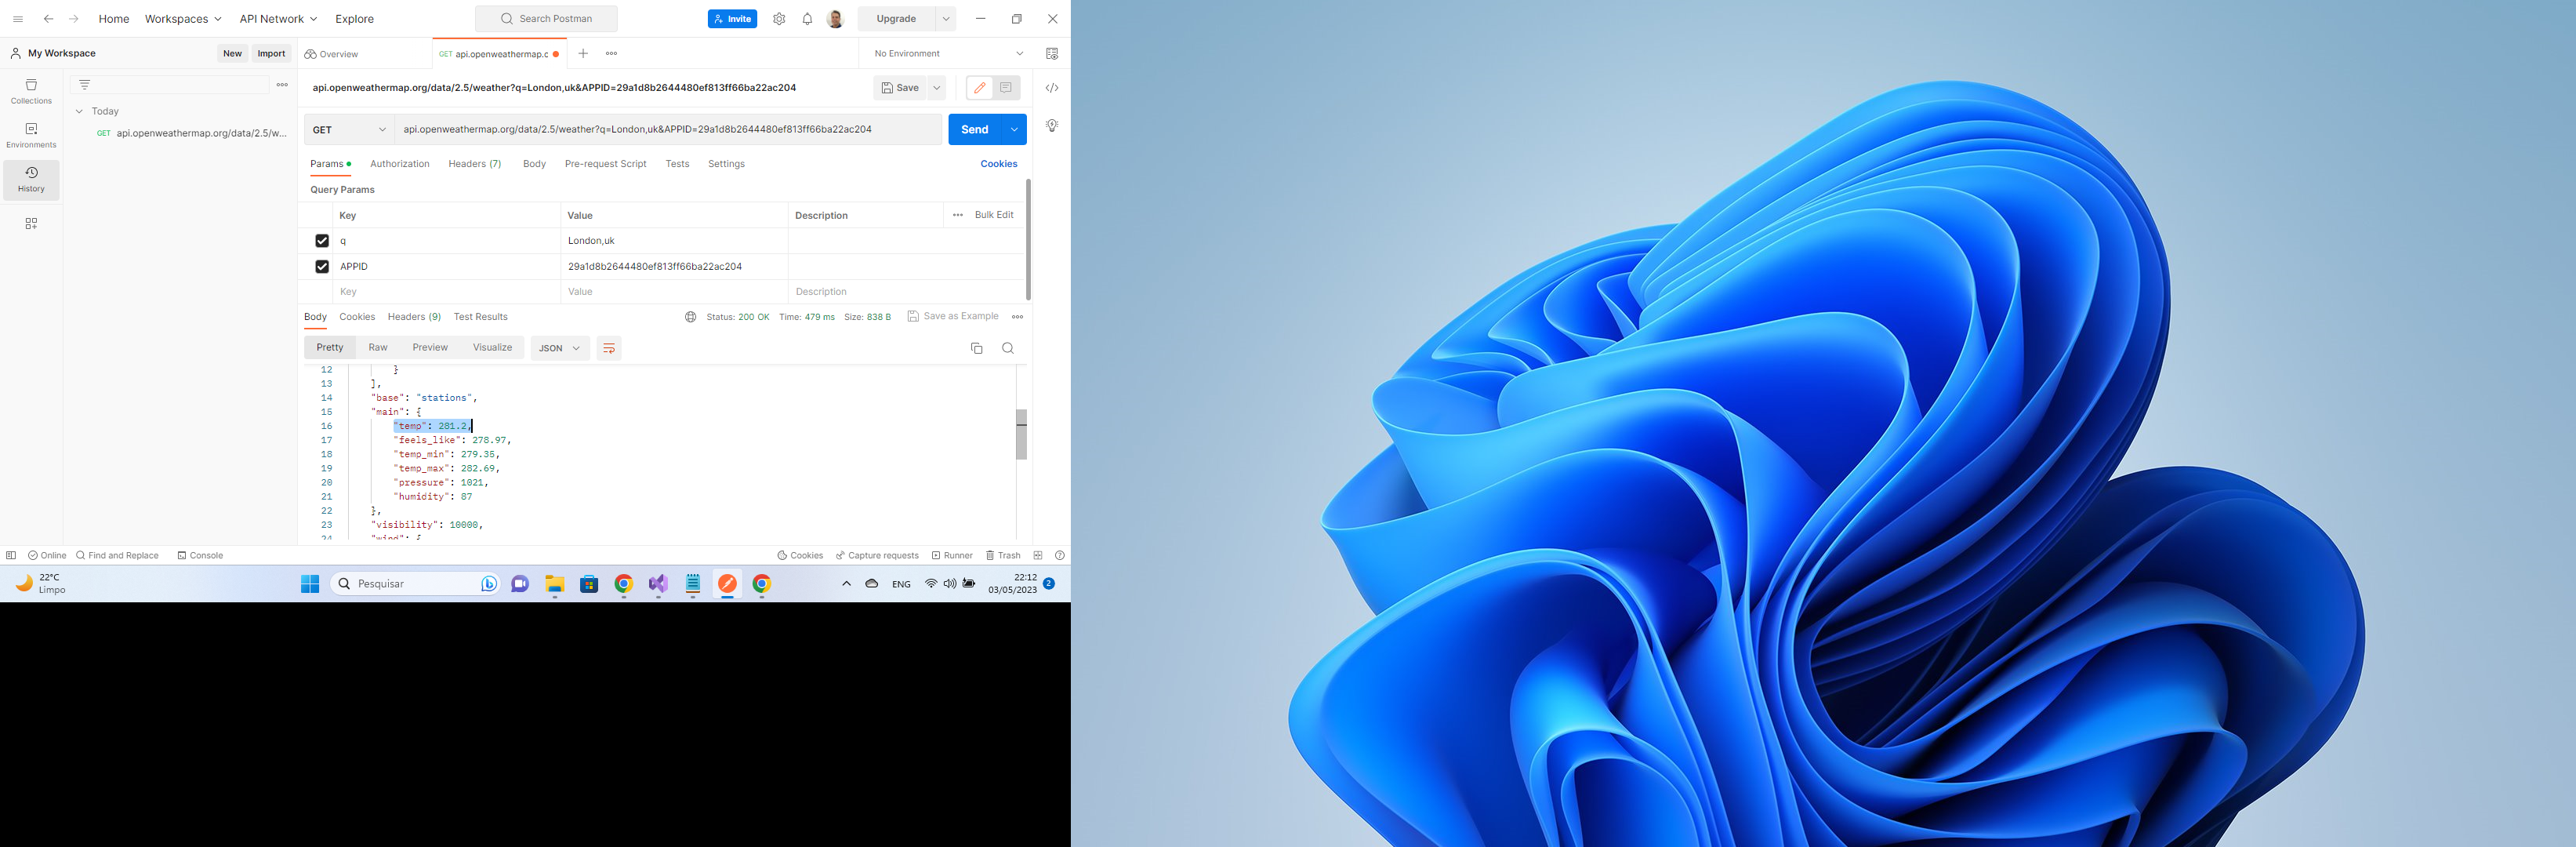 Home Workspaces API Network Explore Search Postman Invite Upgrade
My Workspace New Import Overview GET api.openweathermap.c No Environment
Collections
Environments
History
Today
GET api.openweathermap.org/data/2.5/w...
api.openweathermap.org/data/2.5/weather?q=London,uk&APPID=29a1d8b2644480ef813ff66ba22ac204 Save
GET api.openweathermap.org/data/2.5/weather?q=London,uk&APPID=29a1d8b2644480ef813ff66ba22ac204 Send
Params Authorization Headers (7) Body Pre-request Script Tests Settings Cookies
Query Params
Key Value Description Bulk Edit
q London,uk
APPID 29a1d8b2644480ef813ff66ba22ac204
Key Value Description
Body Cookies Headers (9) Test Results Status: 200 OK Time: 479 ms Size: 838 B Save as Example
Pretty Raw Preview Visualize JSON
12 }
13 ],
14 "base": "stations",
15 "main": {
16 "temp": 281.2,
17 "feels_like": 278.97,
18 "temp_min": 279.35,
19 "temp_max": 282.69,
20 "pressure": 1021,
21 "humidity": 87
22 },
23 "visibility": 10000,
24 "wind": {
Online Find and Replace Console Cookies Capture requests Runner Trash
22°C
Limpo
Pesquisar
ENG
22:12
03/05/2023
2